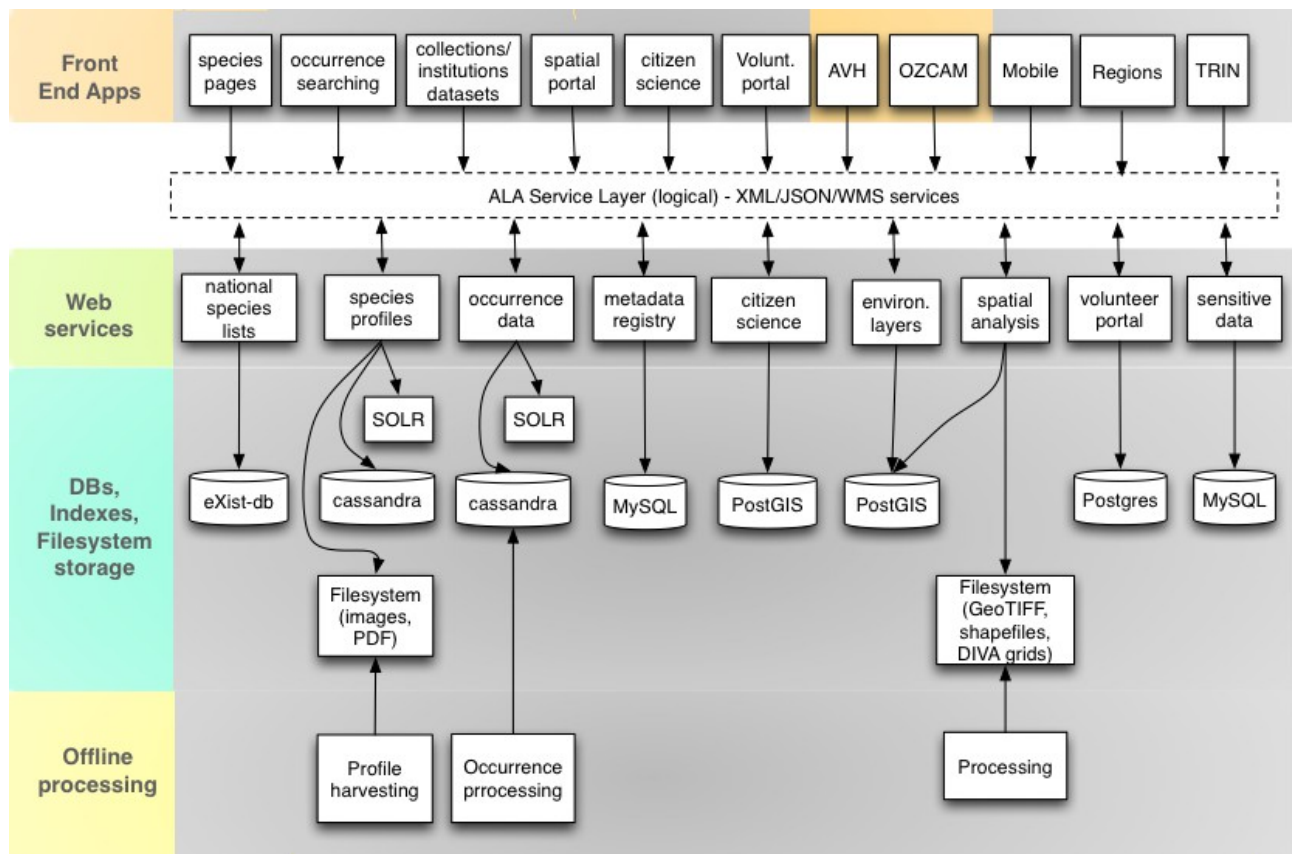 Front
End Apps
species
pages
occurrence
searching
collections/
institutions
datasets
spatial
portal
citizen
science
Volunt.
portal
AVH
OZCAM
Mobile
Regions
TRIN
ALA Service Layer (logical) - XML/JSON/WMS services
Web
services
national
species
lists
species
profiles
occurrence
data
metadata
registry
citizen
science
environ.
layers
spatial
analysis
volunteer
portal
sensitive
data
DBs,
Indexes,
Filesystem
storage
SOLR
SOLR
eXist-db
cassandra
cassandra
MySQL
PostGIS
PostGIS
Postgres
MySQL
Filesystem
(images,
PDF)
Filesystem
(GeoTIFF,
shapefiles,
DIVA grids)
Offline
processing
Profile
harvesting
Occurrence
prrocessing
Processing